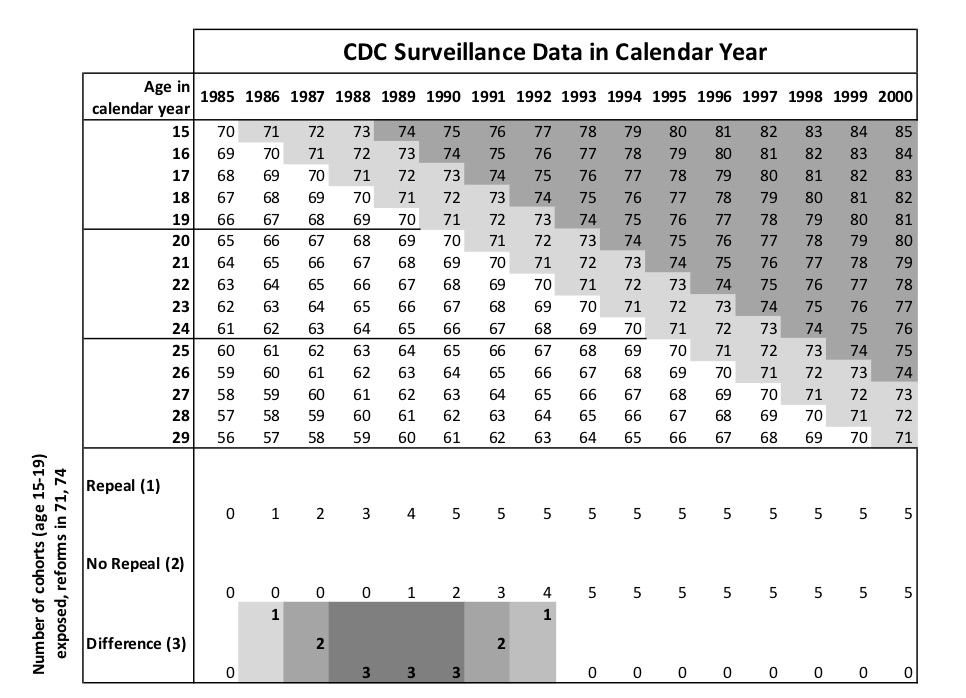 CDC Surveillance Data in Calendar Year
Age in
calendar year 1985 1986 1987 1988 1989 1990 1991 1992 1993 1994 1995 1996 1997 1998 1999 2000
15 70 71 72 73 74 75 76 77 78 79 80 81 82 83 84 85
16 69 70 71 72 73 74 75 76 77 78 79 80 81 82 83 84
17 68 69 70 71 72 73 74 75 76 77 78 79 80 81 82 83
18 67 68 69 70 71 72 73 74 75 76 77 78 79 80 81 82
19 66 67 68 69 70 71 72 73 74 75 76 77 78 79 80 81
20 65 66 67 68 69 70 71 72 73 74 75 76 77 78 79 80
21 64 65 66 67 68 69 70 71 72 73 74 75 76 77 78 79
22 63 64 65 66 67 68 69 70 71 72 73 74 75 76 77 78
23 62 63 64 65 66 67 68 69 70 71 72 73 74 75 76 77
24 61 62 63 64 65 66 67 68 69 70 71 72 73 74 75 76
25 60 61 62 63 64 65 66 67 68 69 70 71 72 73 74 75
26 59 60 61 62 63 64 65 66 67 68 69 70 71 72 73 74
27 58 59 60 61 62 63 64 65 66 67 68 69 70 71 72 73
28 57 58 59 60 61 62 63 64 65 66 67 68 69 70 71 72
29 56 57 58 59 60 61 62 63 64 65 66 67 68 69 70 71
Number of cohorts (age 15-19)
exposed, reforms in 71, 74
Repeal (1)
0 1 2 3 4 5 5 5 5 5 5 5 5 5 5 5
No Repeal (2)
0 0 0 0 1 2 3 4 5 5 5 5 5 5 5 5
1 1
Difference (3) 2 2
0 3 3 3 0 0 0 0 0 0 0 0